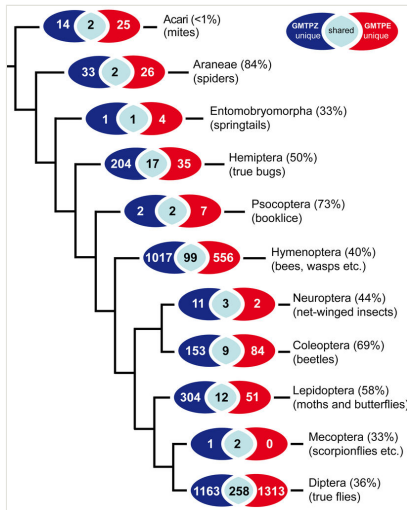 14 2 25 Acari (<1%)
(mites)
GMTPZ unique shared GMTPE unique
33 2 26 Araneae (84%)
(spiders)
1 1 4 Entomobryomorpha (33%)
(springtails)
204 17 35 Hemiptera (50%)
(true bugs)
2 2 7 Psocoptera (73%)
(booklice)
1017 99 556 Hymenoptera (40%)
(bees, wasps etc.)
11 3 2 Neuroptera (44%)
(net-winged insects)
153 9 84 Coleoptera (69%)
(beetles)
304 12 51 Lepidoptera (58%)
(moths and butterflies)
1 2 0 Mecoptera (33%)
(scorpionflies etc.)
1163 258 1313 Diptera (36%)
(true flies)